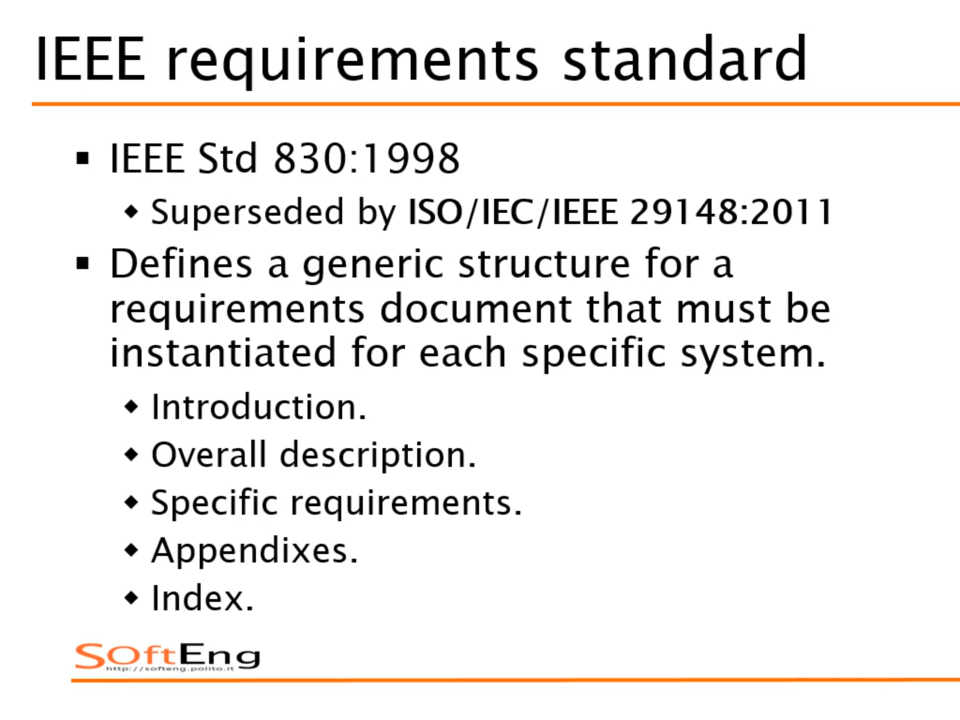 IEEE requirements standard
▪ IEEE Std 830:1998
◆ Superseded by ISO/IEC/IEEE 29148:2011
▪ Defines a generic structure for a
requirements document that must be
instantiated for each specific system.
◆ Introduction.
◆ Overall description.
◆ Specific requirements.
◆ Appendixes.
◆ Index.
SOftEng
http://softeng.polito.it